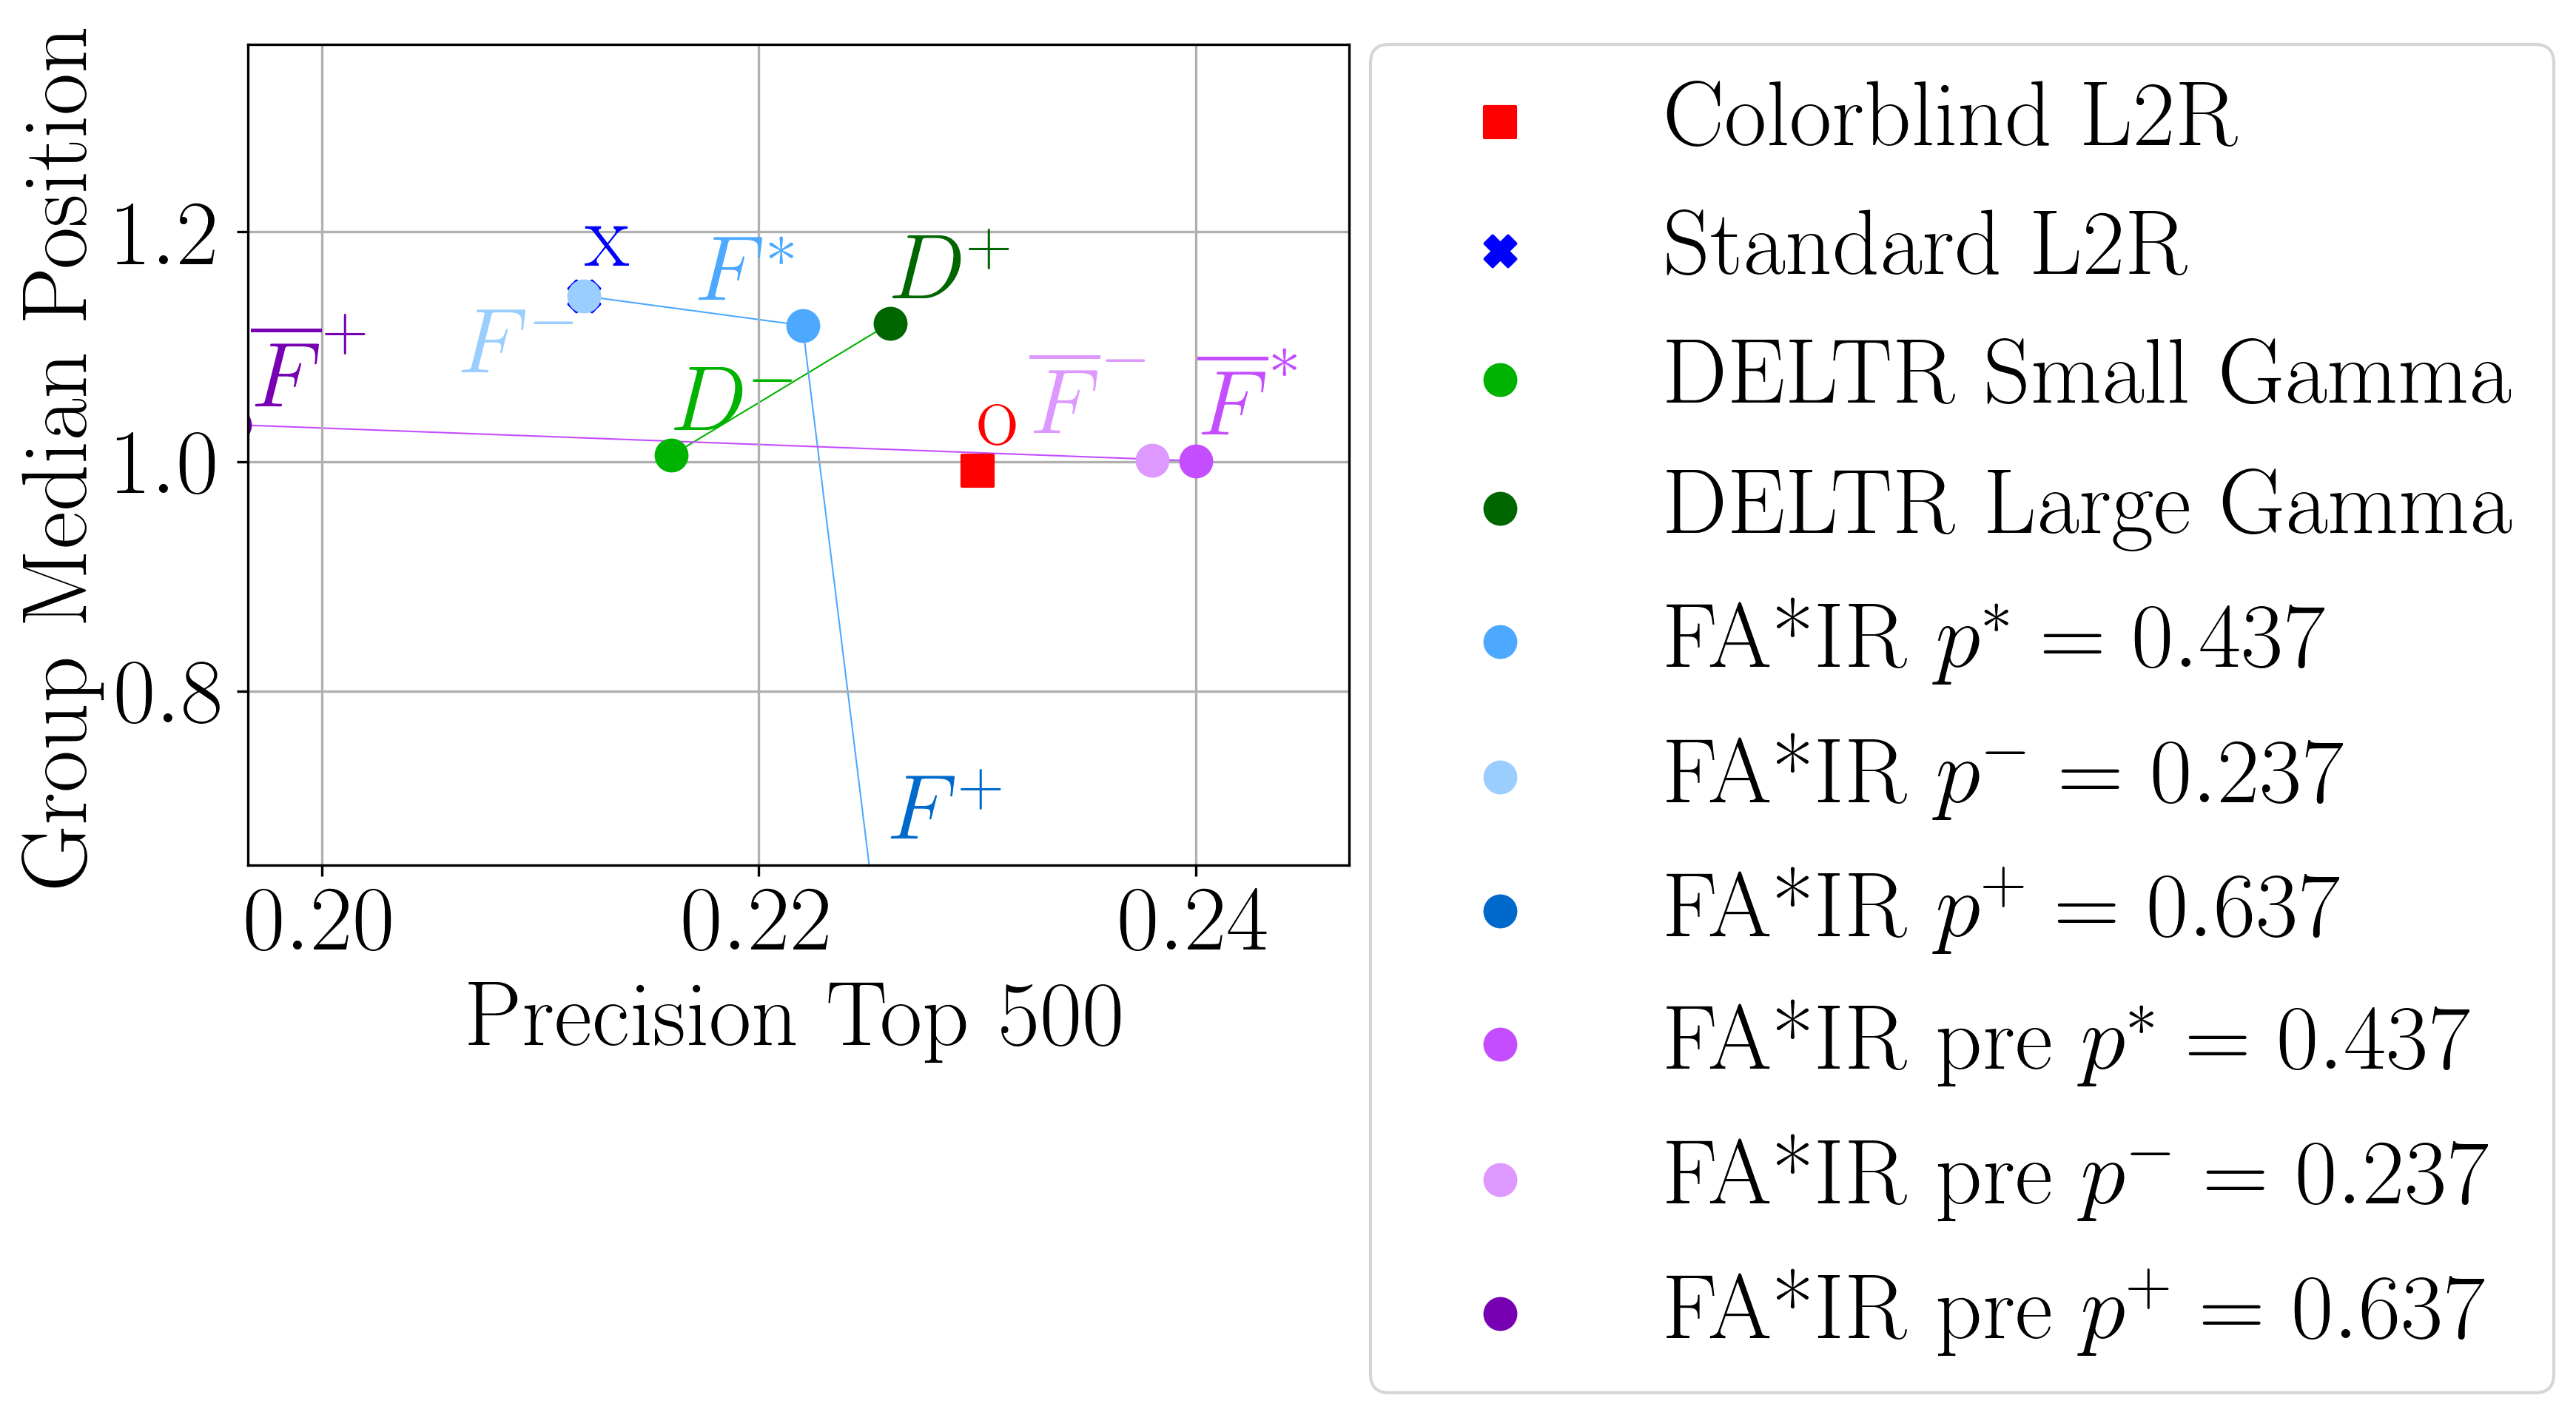 Group Median Position
1.2
1.0
0.8
0.20 0.22 0.24
Precision Top 500
x
F*
D⁺
F⁻
F̅⁺
D⁻
o
F̅⁻
F̅*
F⁺
Colorblind L2R
Standard L2R
DELTR Small Gamma
DELTR Large Gamma
FA*IR p* = 0.437
FA*IR p⁻ = 0.237
FA*IR p⁺ = 0.637
FA*IR pre p* = 0.437
FA*IR pre p⁻ = 0.237
FA*IR pre p⁺ = 0.637